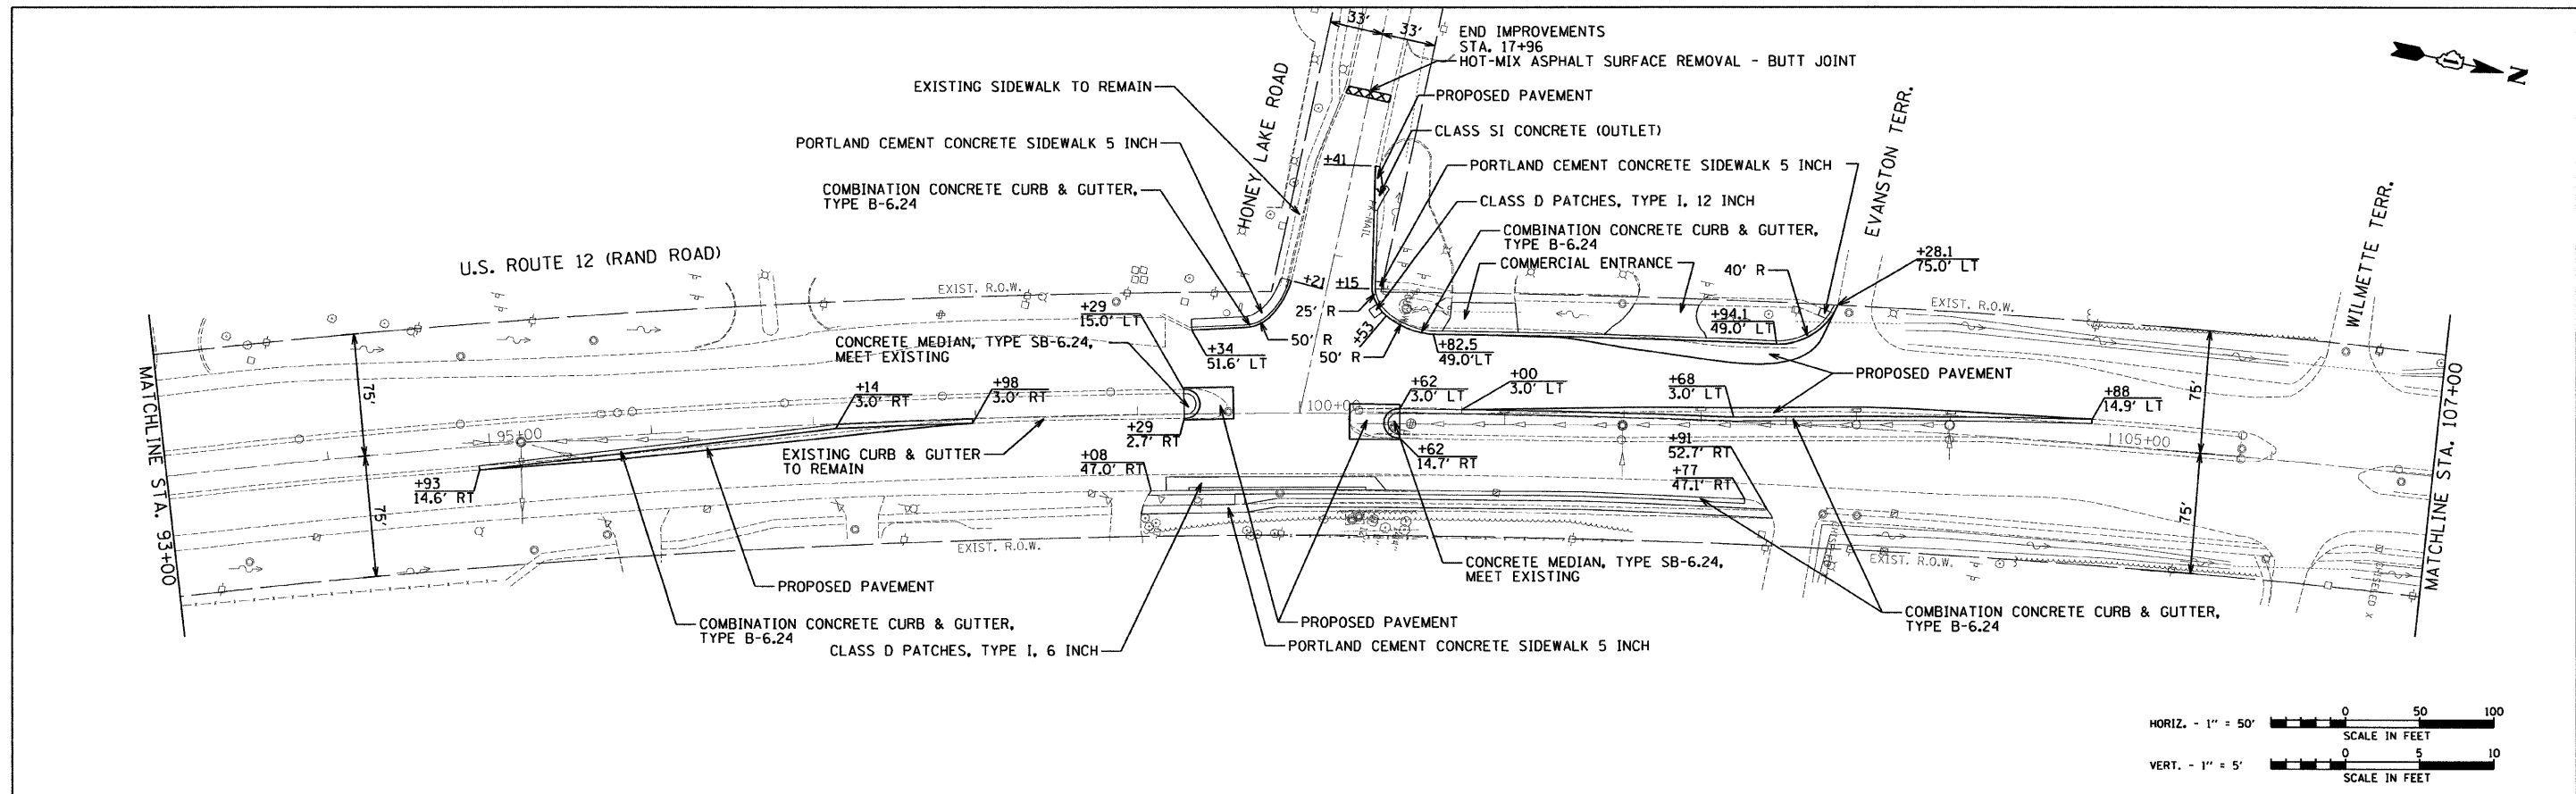 33'
33'
END IMPROVEMENTS
STA. 17+96
HOT-MIX ASPHALT SURFACE REMOVAL - BUTT JOINT
N
EXISTING SIDEWALK TO REMAIN
PROPOSED PAVEMENT
CLASS SI CONCRETE (OUTLET)
PORTLAND CEMENT CONCRETE SIDEWALK 5 INCH
HONEY LAKE ROAD
+41
PORTLAND CEMENT CONCRETE SIDEWALK 5 INCH
EVANSTON TERR.
COMBINATION CONCRETE CURB & GUTTER,
TYPE B-6.24
CLASS D PATCHES, TYPE I, 12 INCH
PK-NAIL
COMBINATION CONCRETE CURB & GUTTER,
TYPE B-6.24
WILMETTE TERR.
U.S. ROUTE 12 (RAND ROAD)
COMMERCIAL ENTRANCE
40' R
+28.1
75.0' LT
+21
+15
EXIST. R.O.W.
EXIST. R.O.W.
+29
15.0' LT
25' R
+94.1
49.0' LT
CONCRETE MEDIAN, TYPE SB-6.24,
MEET EXISTING
50' R
+53
+34
51.6' LT
50' R
+82.5
49.0'LT
PROPOSED PAVEMENT
MATCHLINE STA. 93+00
75'
+14
3.0' RT
+98
3.0' RT
+62
3.0' LT
+00
3.0' LT
+68
3.0' LT
+88
14.9' LT
75'
MATCHLINE STA. 107+00
100+00
95+00
+29
2.7' RT
105+00
EXISTING CURB & GUTTER
TO REMAIN
+08
47.0' RT
+62
14.7' RT
+91
52.7' RT
+77
47.1' RT
+93
14.6' RT
75'
75'
EXIST. R.O.W.
EXIST. R.O.W.
CONCRETE MEDIAN, TYPE SB-6.24,
MEET EXISTING
PROPOSED PAVEMENT
COMBINATION CONCRETE CURB & GUTTER,
TYPE B-6.24
COMBINATION CONCRETE CURB & GUTTER,
TYPE B-6.24
PROPOSED PAVEMENT
CLASS D PATCHES, TYPE I, 6 INCH
PORTLAND CEMENT CONCRETE SIDEWALK 5 INCH
HORIZ. - 1" = 50'
0 50 100
SCALE IN FEET
VERT. - 1" = 5'
0 5 10
SCALE IN FEET